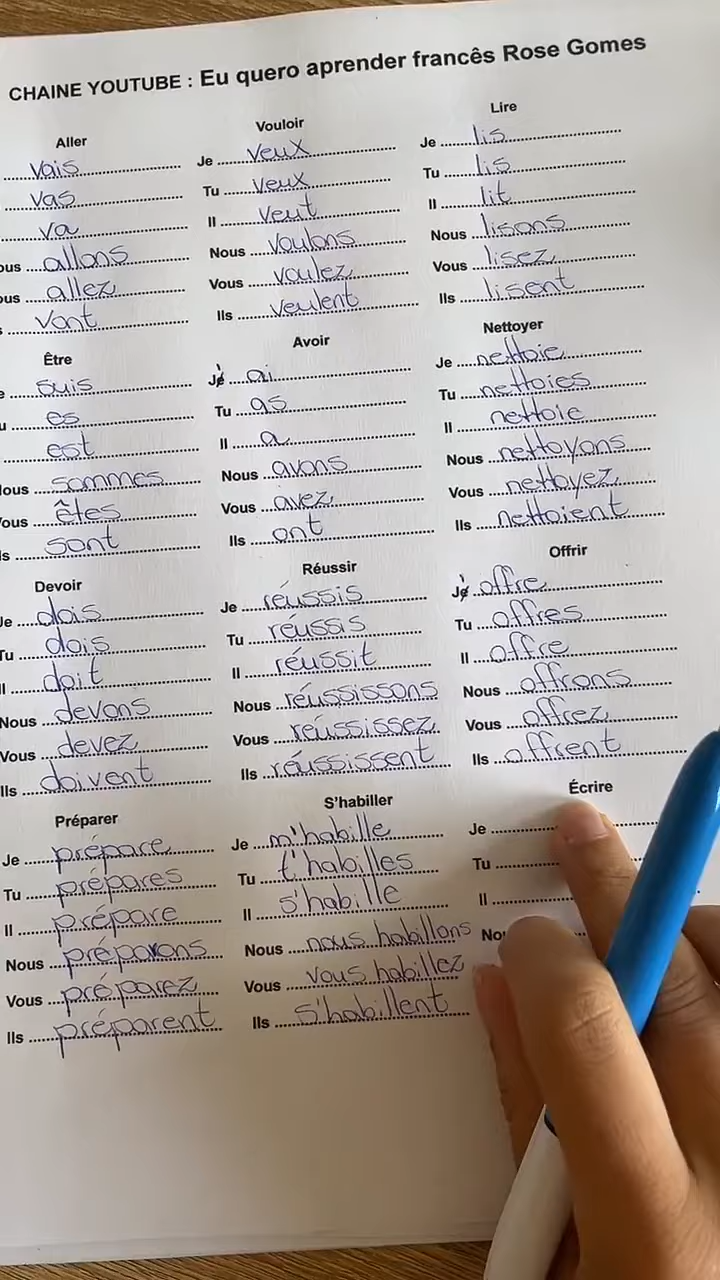 CHAINE YOUTUBE : Eu quero aprender francês Rose Gomes
Aller
vais
vas
va
ous allons
ous allez
vont
Vouloir
Je veux
Tu veux
Il veut
Nous voulons
Vous voulez
Ils veulent
Lire
Je lis
Tu lis
Il lit
Nous lisons
Vous lisez
Ils lisent
Être
e suis
u es
est
Nous sommes
Vous êtes
ls sont
Avoir
J' ai
Tu as
Il a
Nous avons
Vous avez
Ils ont
Nettoyer
Je nettoie
Tu nettoies
Il nettoie
Nous nettoyons
Vous nettoyez
Ils nettoient
Devoir
Je dois
Tu dois
Il doit
Nous devons
Vous devez
Ils doivent
Réussir
Je réussis
Tu réussis
Il réussit
Nous réussissons
Vous réussissez
Ils réussissent
Offrir
J' offre
Tu offres
Il offre
Nous offrons
Vous offrez
Ils offrent
Préparer
Je prépare
Tu prépares
Il prépare
Nous préparons
Vous préparez
Ils préparent
S'habiller
Je m'habille
Tu t'habilles
Il s'habille
Nous nous habillons
Vous vous habillez
Ils s'habillent
Écrire
Je
Tu
Il
No